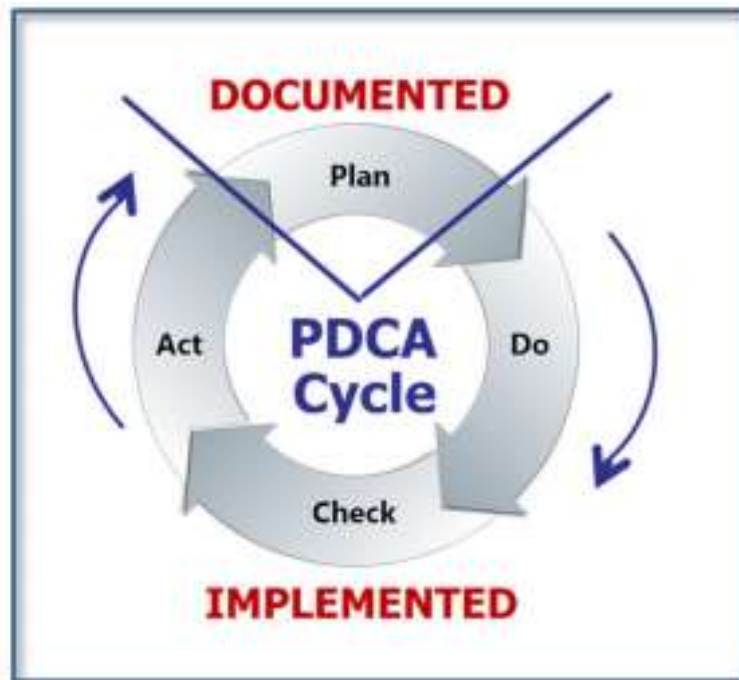 DOCUMENTED
Plan
Act
PDCA
Cycle
Do
Check
IMPLEMENTED